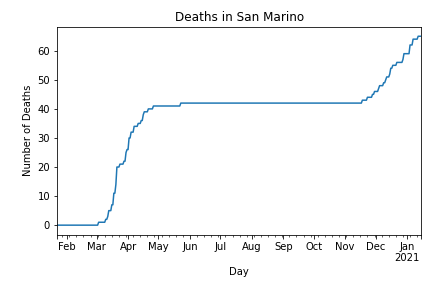 Deaths in San Marino
Number of Deaths
60
50
40
30
20
10
0
Feb Mar Apr May Jun Jul Aug Sep Oct Nov Dec Jan
2021
Day